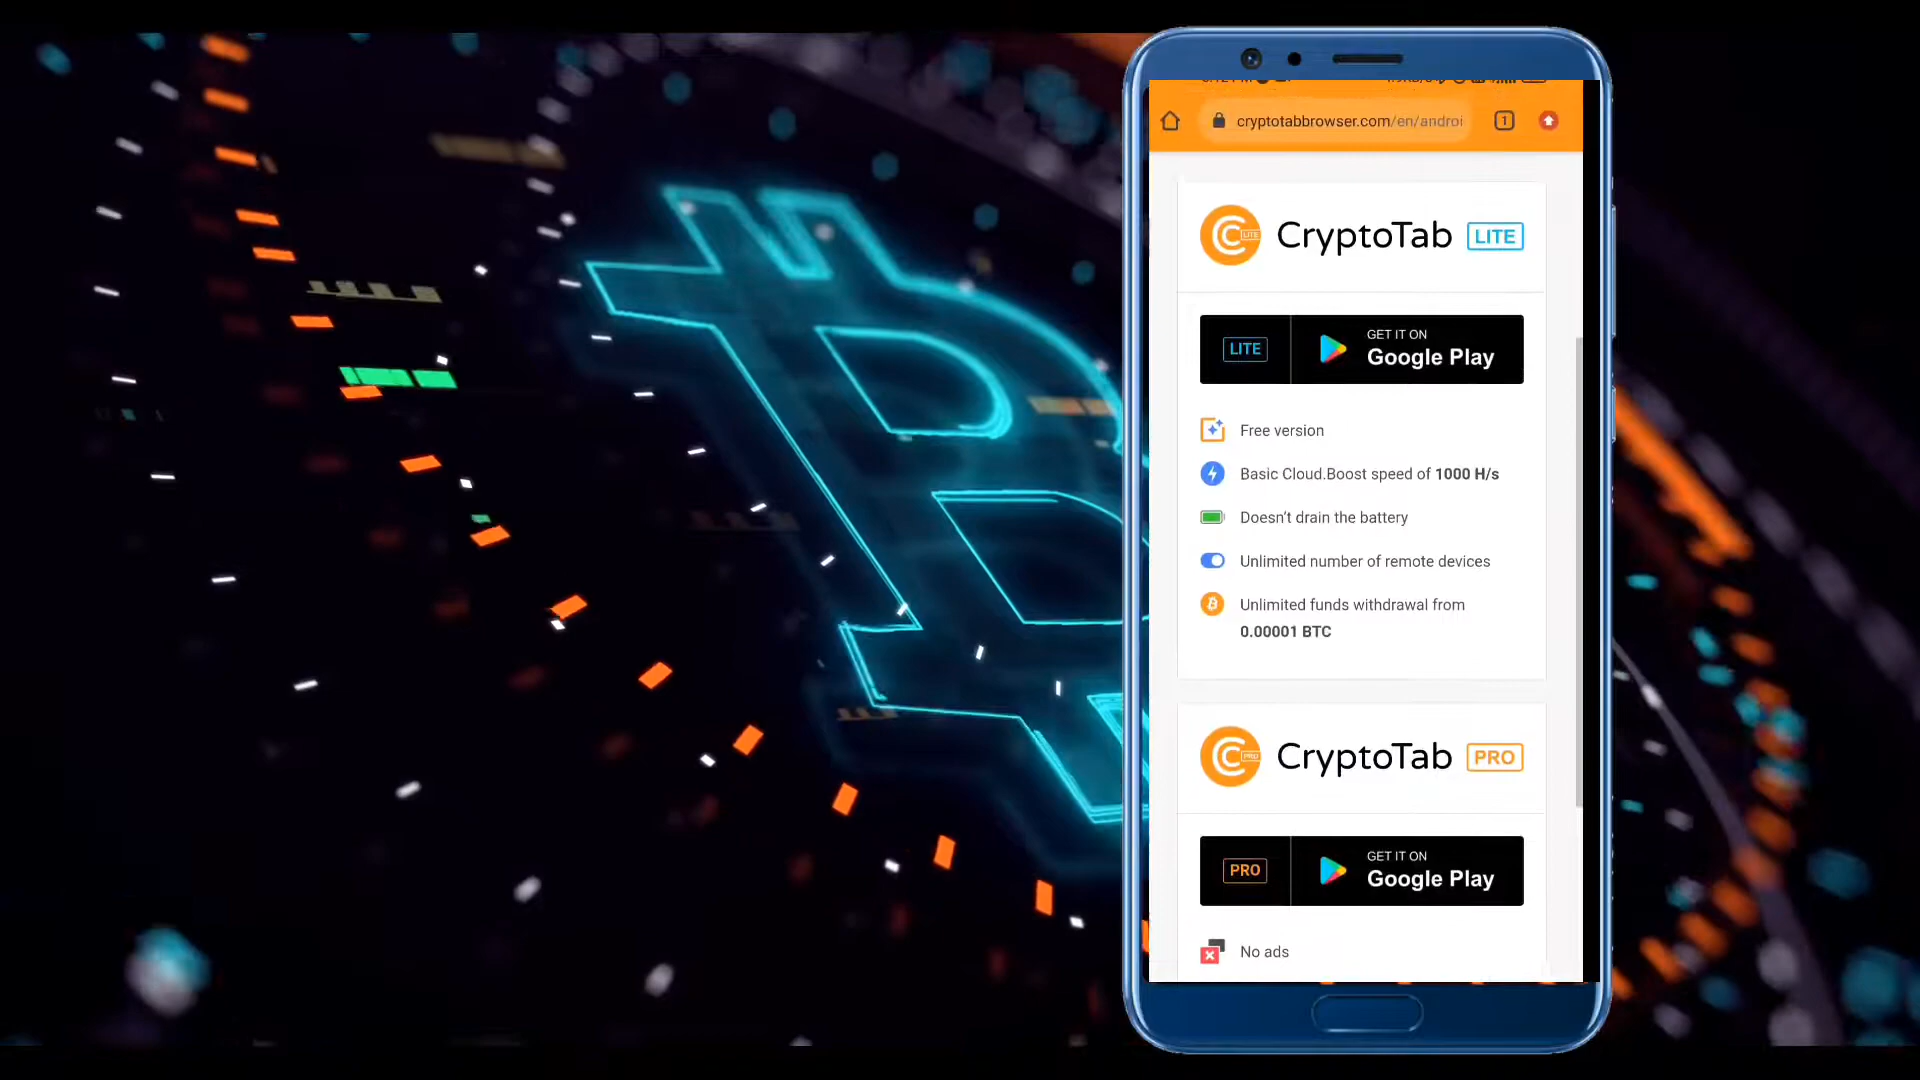 cryptotabbrowser.com/en/androi
1
CryptoTab LITE
LITE
GET IT ON
Google Play
Free version
Basic Cloud.Boost speed of 1000 H/s
Doesn't drain the battery
Unlimited number of remote devices
Unlimited funds withdrawal from
0.00001 BTC
CryptoTab PRO
PRO
GET IT ON
Google Play
No ads